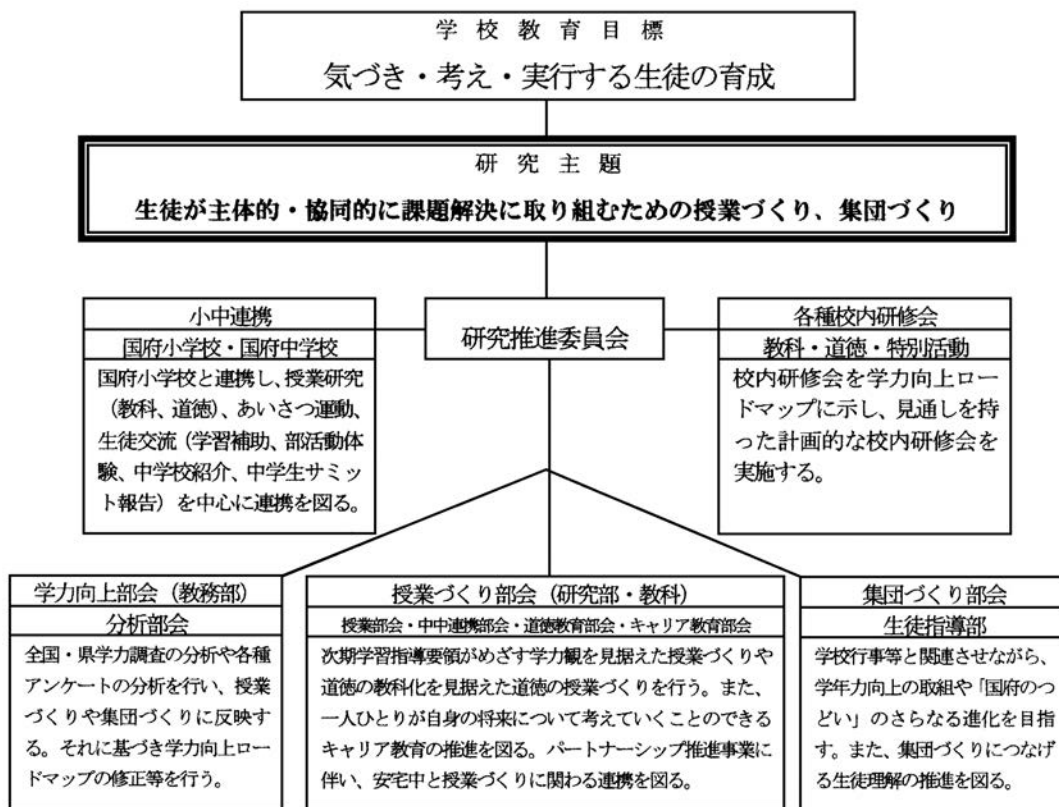 学校教育目標
気づき・考え・実行する生徒の育成
研究主題
生徒が主体的・協同的に課題解決に取り組むための授業づくり、集団づくり
小中連携
国府小学校・国府中学校
国府小学校と連携し、授業研究
（教科、道徳）、あいさつ運動、
生徒交流（学習補助、部活動体
験、中学校紹介、中学生サミッ
ト報告）を中心に連携を図る。
研究推進委員会
各種校内研修会
教科・道徳・特別活動
校内研修会を学力向上ロー
ドマップに示し、見通しを持
った計画的な校内研修会を
実施する。
学力向上部会（教務部）
分析部会
全国・県学力調査の分析や各種
アンケートの分析を行い、授業
づくりや集団づくりに反映す
る。それに基づき学力向上ロー
ドマップの修正等を行う。
授業づくり部会（研究部・教科）
授業部会・中中連携部会・道徳教育部会・キャリア教育部会
次期学習指導要領がめざす学力観を見据えた授業づくりや
道徳の教科化を見据えた道徳の授業づくりを行う。また、
一人ひとりが自身の将来について考えていくことのできる
キャリア教育の推進を図る。パートナーシップ推進事業に
伴い、安宅中と授業づくりに関わる連携を図る。
集団づくり部会
生徒指導部
学校行事等と関連させながら、
学年力向上の取組や「国府のつ
どい」のさらなる進化を目指
す。また、集団づくりにつなげ
る生徒理解の推進を図る。